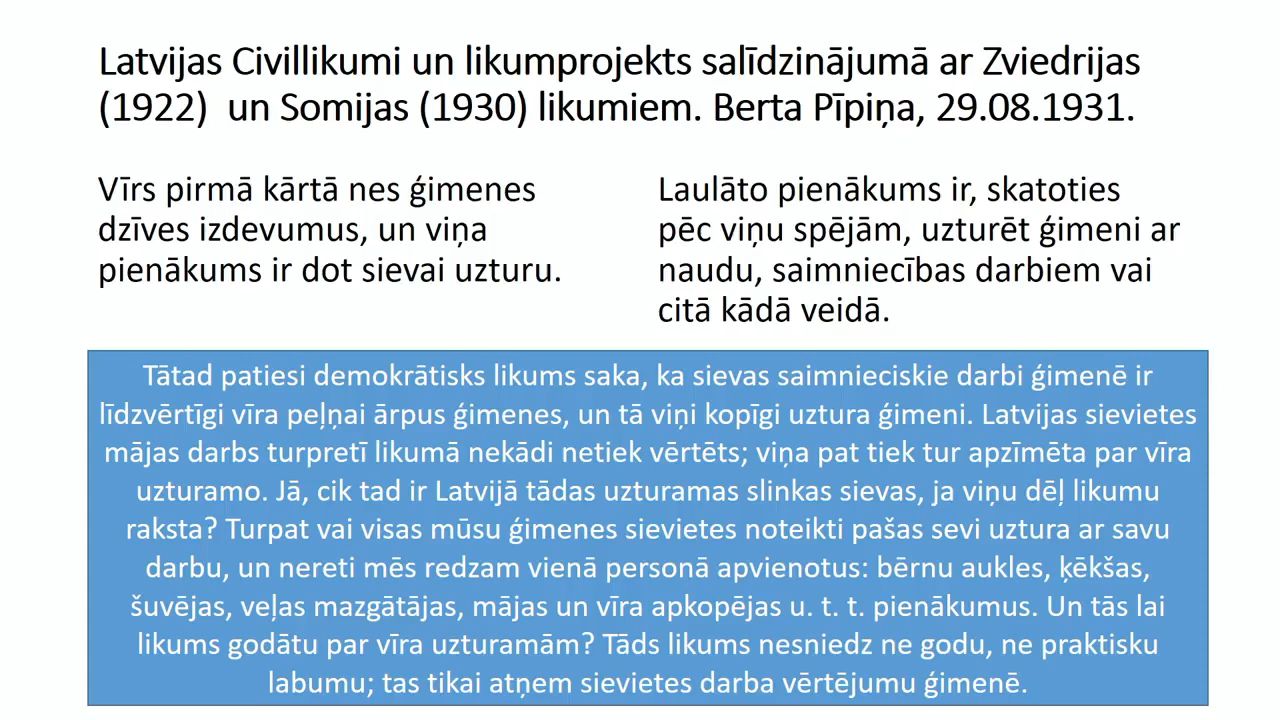 Latvijas Civillikumi un likumprojekts salīdzinājumā ar Zviedrijas
(1922) un Somijas (1930) likumiem. Berta Pīpiņa, 29.08.1931.
Vīrs pirmā kārtā nes ģimenes
dzīves izdevumus, un viņa
pienākums ir dot sievai uzturu.
Laulāto pienākums ir, skatoties
pēc viņu spējām, uzturēt ģimeni ar
naudu, saimniecības darbiem vai
citā kādā veidā.
Tātad patiesi demokrātisks likums saka, ka sievas saimnieciskie darbi ģimenē ir
līdzvērtīgi vīra peļņai ārpus ģimenes, un tā viņi kopīgi uztura ģimeni. Latvijas sievietes
mājas darbs turpretī likumā nekādi netiek vērtēts; viņa pat tiek tur apzīmēta par vīra
uzturamo. Jā, cik tad ir Latvijā tādas uzturamas slinkas sievas, ja viņu dēļ likumu
raksta? Turpat vai visas mūsu ģimenes sievietes noteikti pašas sevi uztura ar savu
darbu, un nereti mēs redzam vienā personā apvienotus: bērnu aukles, ķēkšas,
šuvējas, veļas mazgātājas, mājas un vīra apkopējas u. t. t. pienākumus. Un tās lai
likums godātu par vīra uzturamām? Tāds likums nesniedz ne godu, ne praktisku
labumu; tas tikai atņem sievietes darba vērtējumu ģimenē.